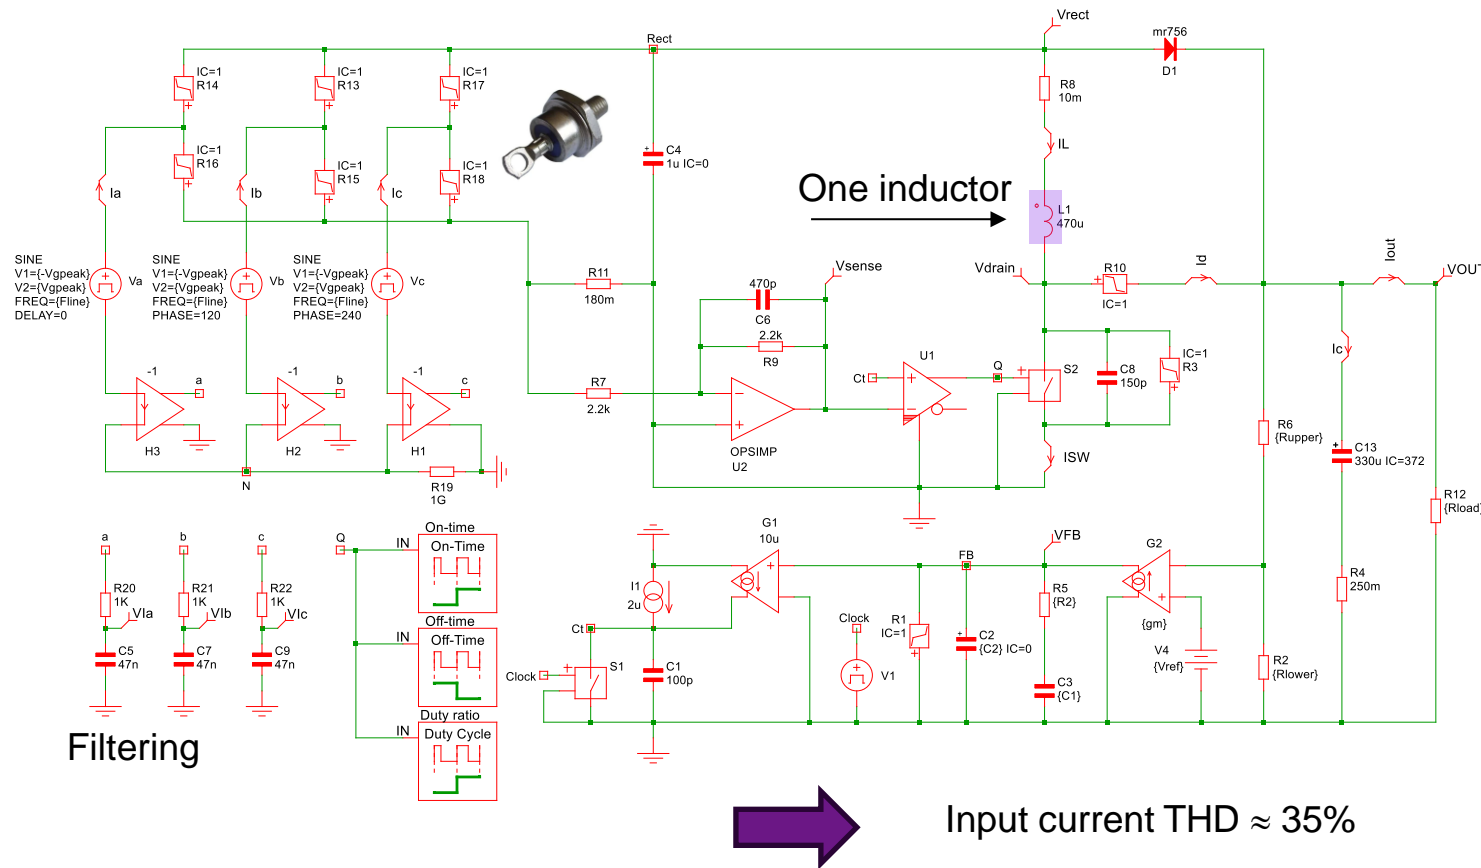 Vrect
mr756
D1
Rect
IC=1
R14
IC=1
R13
IC=1
R17
R8
10m
IL
IC=1
R16
IC=1
R15
IC=1
R18
C4
1u IC=0
One inductor
L1
470u
Ia
Ib
Ic
SINE
V1={-Vgpeak}
V2={Vgpeak}
FREQ={Fline}
DELAY=0
Va
SINE
V1={-Vgpeak}
V2={Vgpeak}
FREQ={Fline}
PHASE=120
Vb
SINE
V1={-Vgpeak}
V2={Vgpeak}
FREQ={Fline}
PHASE=240
Vc
R11
180m
Vsense
470p
C6
2.2k
R9
Vdrain
R10
IC=1
Id
Iout
VOUT
-1
a
H3
-1
b
H2
-1
c
H1
R7
2.2k
OPSIMP
U2
Ct
U1
Q
S2
C8
150p
IC=1
R3
Ic
ISW
R6
{Rupper}
C13
330u IC=372
R12
{Rload}
N
R19
1G
a
b
c
Q
R20
1K
VIa
C5
47n
R21
1K
VIb
C7
47n
R22
1K
VIc
C9
47n
Filtering
On-time
IN
On-Time
Off-time
IN
Off-Time
Duty ratio
IN
Duty Cycle
G1
10u
I1
2u
Ct
Clock
S1
C1
100p
Clock
V1
R1
IC=1
FB
C2
{C2} IC=0
VFB
R5
{R2}
C3
{C1}
G2
{gm}
V4
{Vref}
R2
{Rlower}
R4
250m
Input current THD ≈ 35%